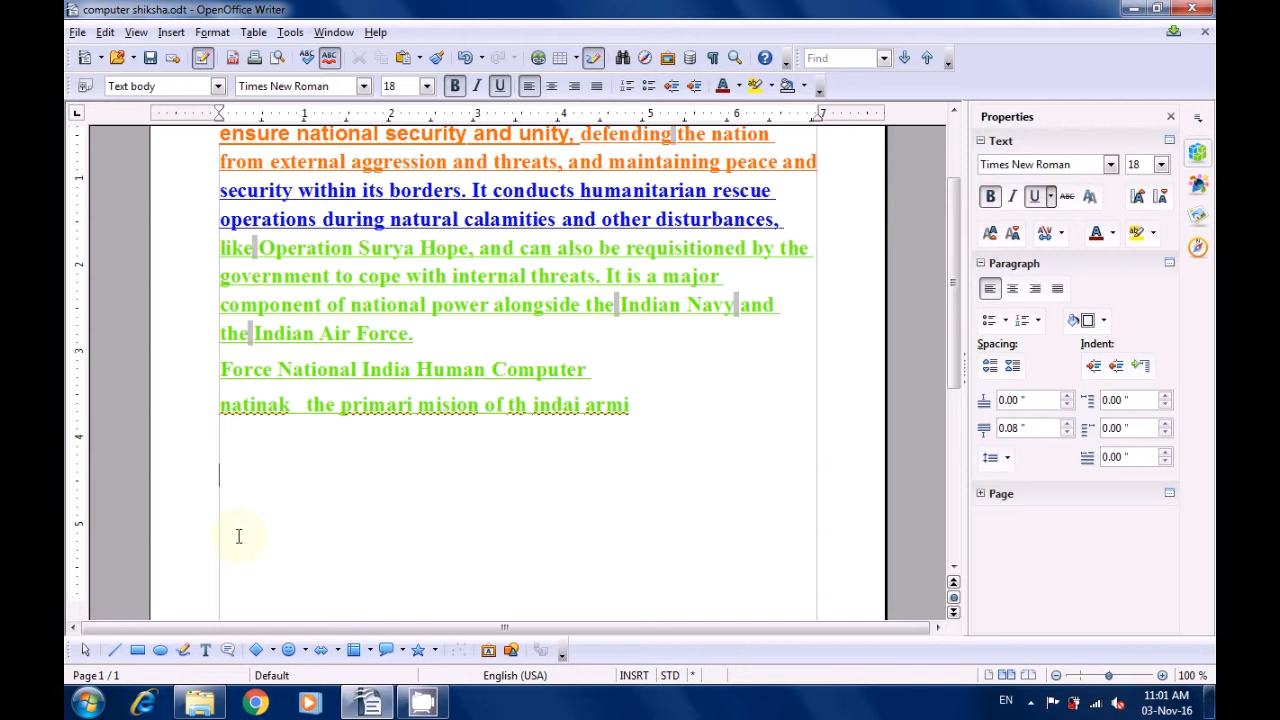 computer shiksha.odt - OpenOffice Writer
File Edit View Insert Format Table Tools Window Help
Find
Text body Times New Roman 18
ensure national security and unity, defending the nation
from external aggression and threats, and maintaining peace and
security within its borders. It conducts humanitarian rescue
operations during natural calamities and other disturbances,
like Operation Surya Hope, and can also be requisitioned by the
government to cope with internal threats. It is a major
component of national power alongside the Indian Navy and
the Indian Air Force.
Force National India Human Computer
natinak the primari mision of th indai armi
Properties
Text
Times New Roman 18
Paragraph
Spacing: Indent:
0.00 " 0.00 "
0.08 " 0.00 "
0.00 "
Page
Page 1 / 1 Default English (USA) INSRT STD * 100 %
EN 11:01 AM
03-Nov-16